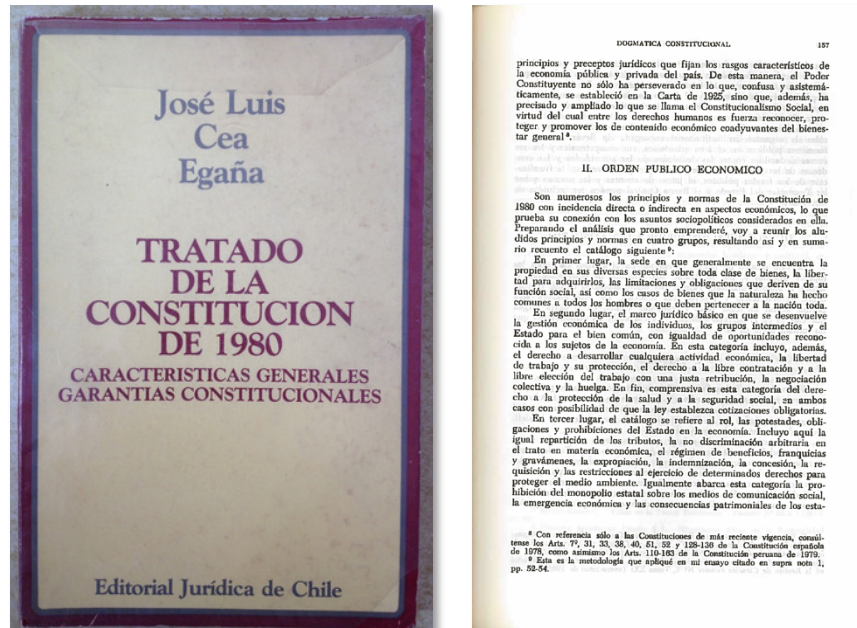 José Luis
Cea
Egaña
TRATADO
DE LA
CONSTITUCION
DE 1980
CARACTERISTICAS GENERALES
GARANTIAS CONSTITUCIONALES
Editorial Jurídica de Chile
DOGMATICA CONSTITUCIONAL 157
principios y preceptos jurídicos que fijan los rasgos característicos de
la economía pública y privada del país. De esta manera, el Poder
Constituyente no sólo ha perseverado en lo que, confusa y asistemá-
ticamente, se estableció en la Carta de 1925, sino que, además, ha
precisado y ampliado lo que se llama el Constitucionalismo Social, en
virtud del cual entre los derechos humanos es fuerza reconocer, pro-
teger y promover los de contenido económico coadyuvantes del bienes-
tar general⁸.
II. ORDEN PUBLICO ECONOMICO
Son numerosos los principios y normas de la Constitución de
1980 con incidencia directa o indirecta en aspectos económicos, lo que
prueba su conexión con los asuntos sociopolíticos considerados en ella.
Preparando el análisis que pronto emprenderé, voy a reunir los alu-
didos principios y normas en cuatro grupos, resultando así y en suma-
rio recuento el catálogo siguiente⁹:
En primer lugar, la sede en que generalmente se encuentra la
propiedad en sus diversas especies sobre toda clase de bienes, la liber-
tad para adquirirlos, las limitaciones y obligaciones que deriven de su
función social, así como los casos de bienes que la naturaleza ha hecho
comunes a todos los hombres o que deben pertenecer a la nación toda.
En segundo lugar, el marco jurídico básico en que se desenvuelve
la gestión económica de los individuos, los grupos intermedios y el
Estado para el bien común, con igualdad de oportunidades recono-
cida a los sujetos de la economía. En esta categoría incluyo, además,
el derecho a desarrollar cualquiera actividad económica, la libertad
de trabajo y su protección, el derecho a la libre contratación y a la
libre elección del trabajo con una justa retribución, la negociación
colectiva y la huelga. En fin, comprensiva es esta categoría del dere-
cho a la protección de la salud y a la seguridad social, en ambos
casos con posibilidad de que la ley establezca cotizaciones obligatorias.
En tercer lugar, el catálogo se refiere al rol, las potestades, obli-
gaciones y prohibiciones del Estado en la economía. Incluyo aquí la
igual repartición de los tributos, la no discriminación arbitraria en
el trato en materia económica, el régimen de beneficios, franquicias
y gravámenes, la expropiación, la indemnización, la concesión, la re-
quisición y las restricciones al ejercicio de determinados derechos para
proteger el medio ambiente. Igualmente abarca esta categoría la pro-
hibición del monopolio estatal sobre los medios de comunicación social,
la emergencia económica y las consecuencias patrimoniales de los esta-
⁸ Con referencia sólo a las Constituciones de más reciente vigencia, consúl-
tense los Arts. 7º, 31, 33, 38, 40, 51, 52 y 128-136 de la Constitución española
de 1978, como asimismo los Arts. 110-163 de la Constitución peruana de 1979.
⁹ Esta es la metodología que apliqué en mi ensayo citado en supra nota 1,
pp. 52-54.